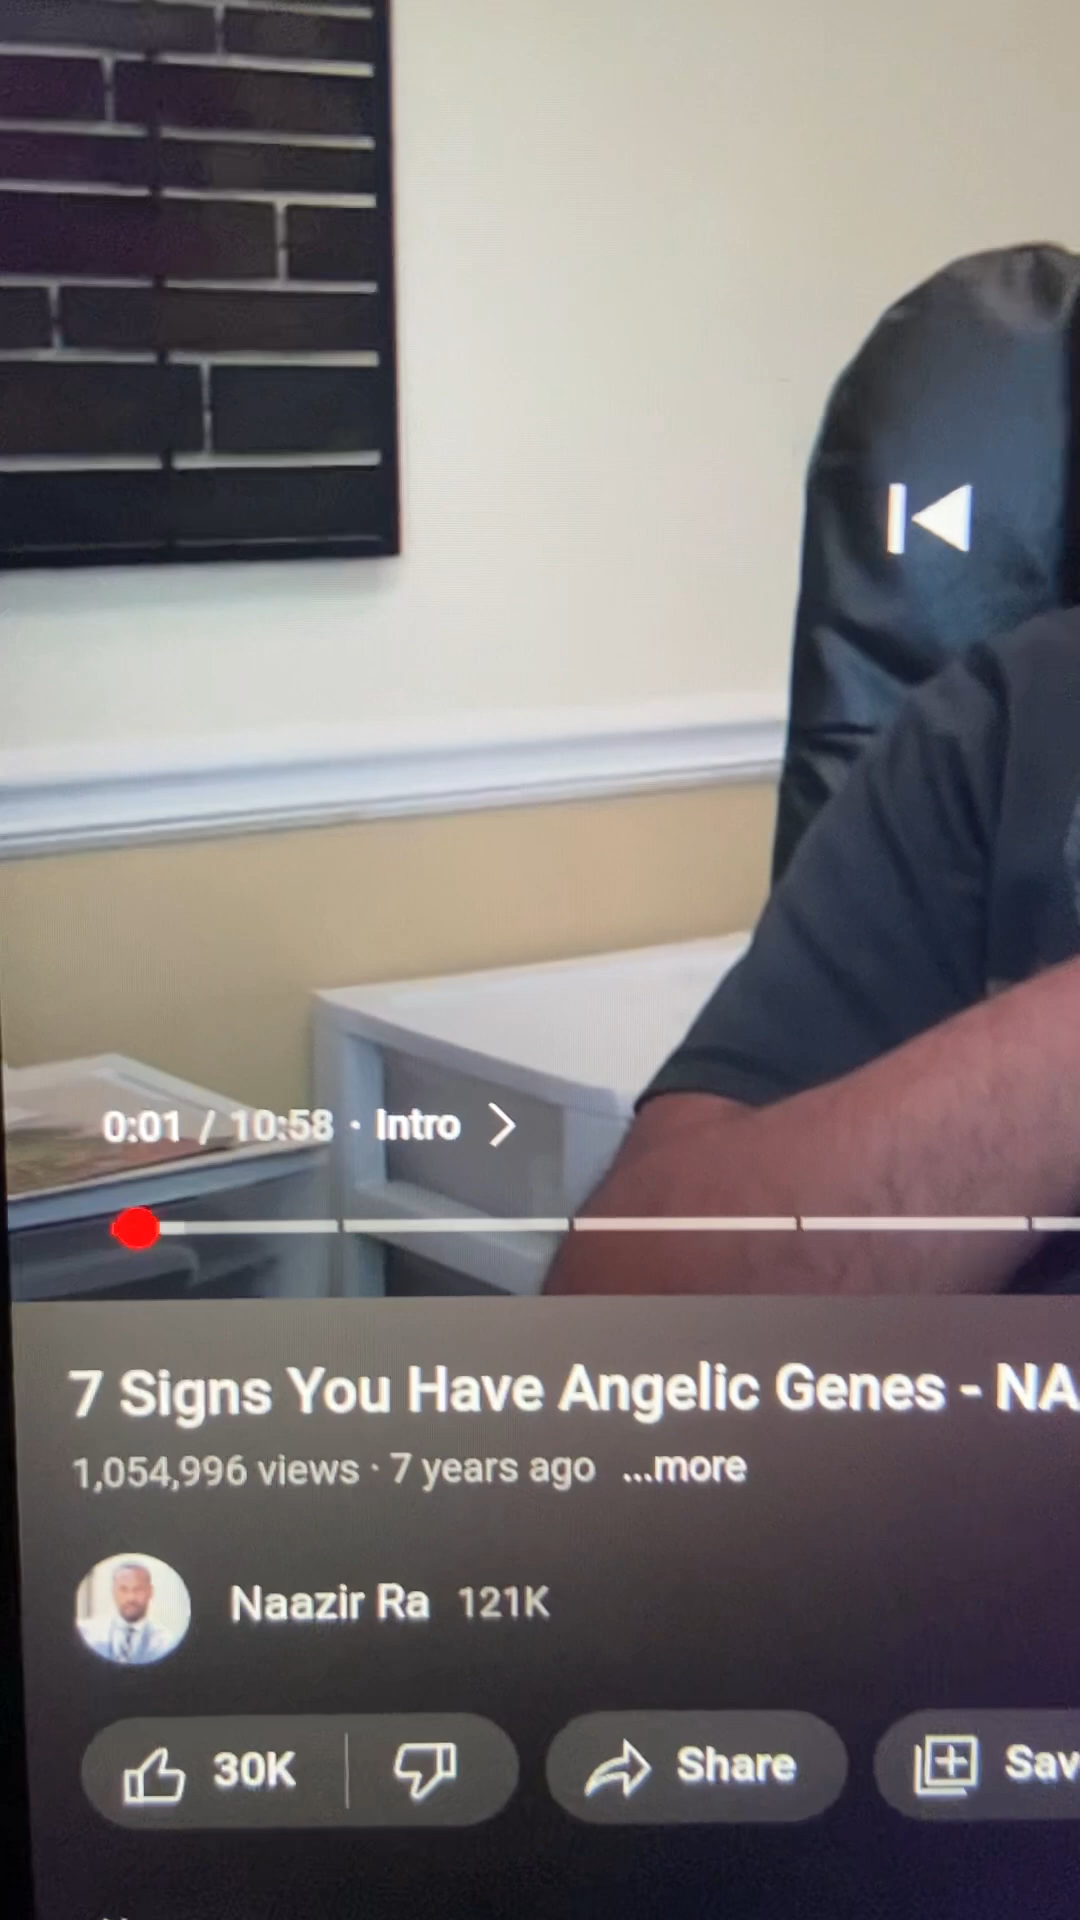 0:01 / 10:58 · Intro
7 Signs You Have Angelic Genes - NA
1,054,996 views · 7 years ago ...more
Naazir Ra 121K
30K
Share
Sav